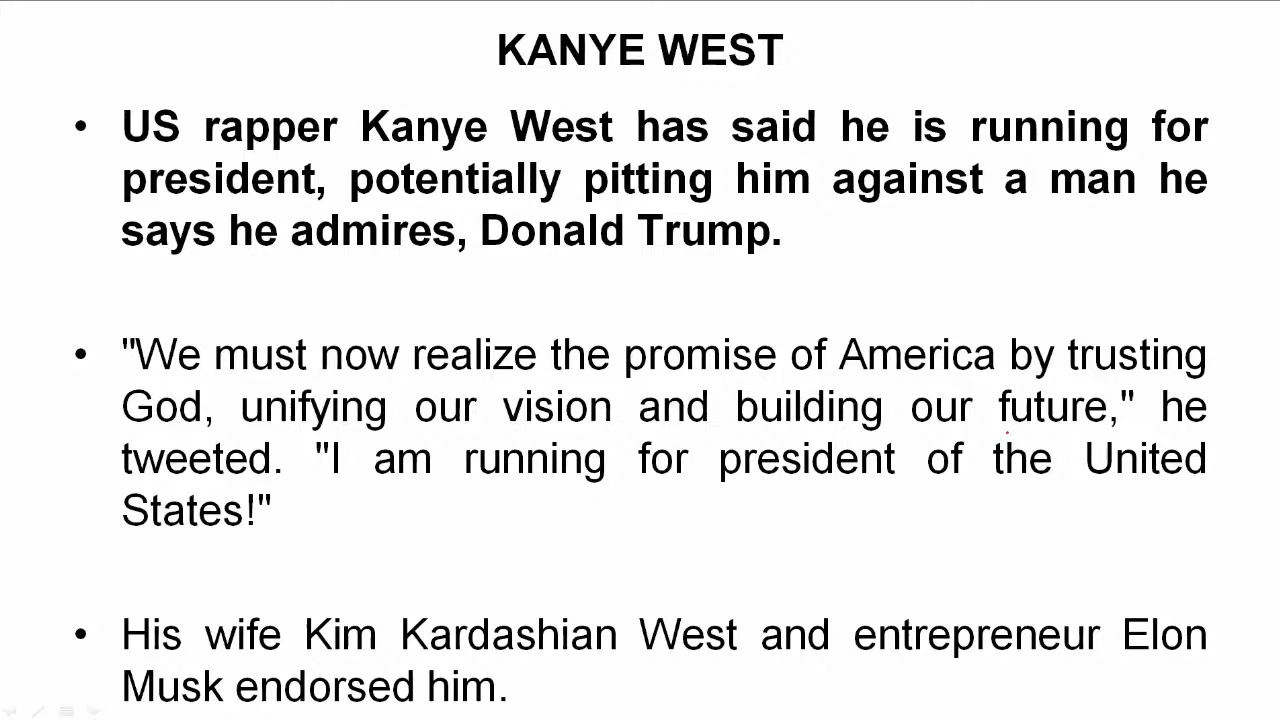 KANYE WEST
• US rapper Kanye West has said he is running for
president, potentially pitting him against a man he
says he admires, Donald Trump.
• "We must now realize the promise of America by trusting
God, unifying our vision and building our future," he
tweeted. "I am running for president of the United
States!"
• His wife Kim Kardashian West and entrepreneur Elon
Musk endorsed him.